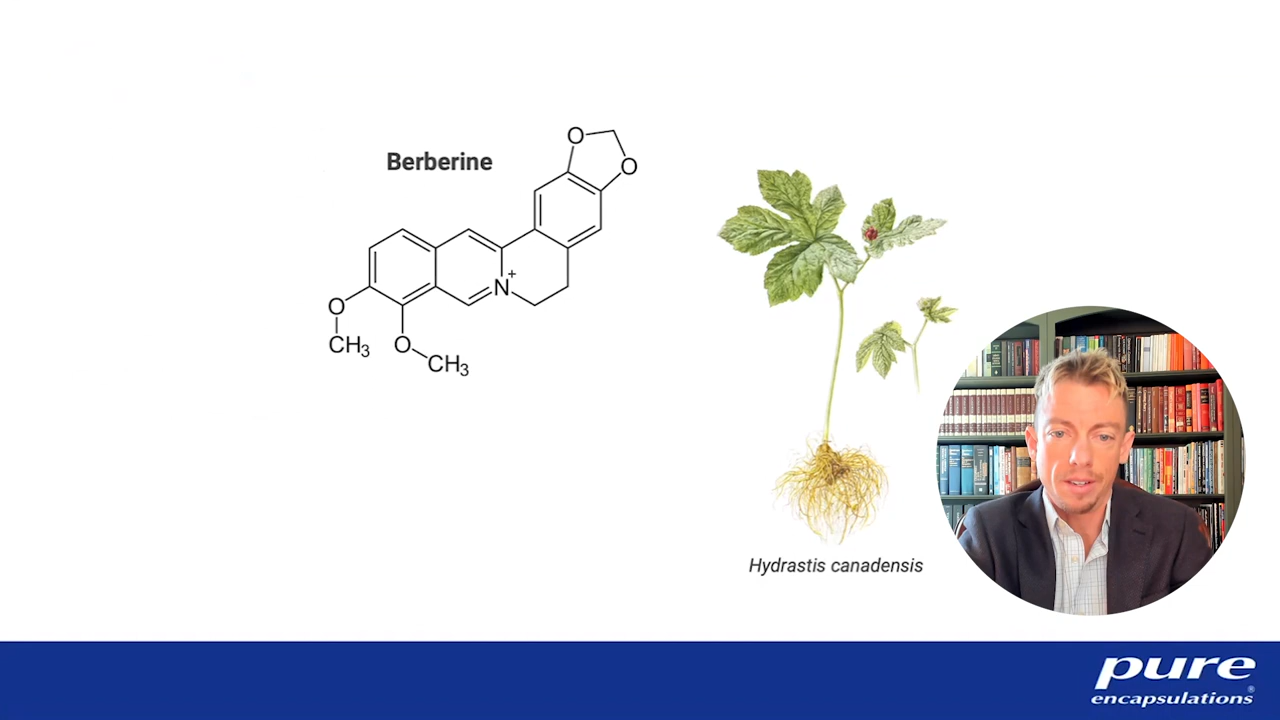 Berberine
O
O
N+
O
CH3
O
CH3
Hydrastis canadensis
pure
encapsulations®